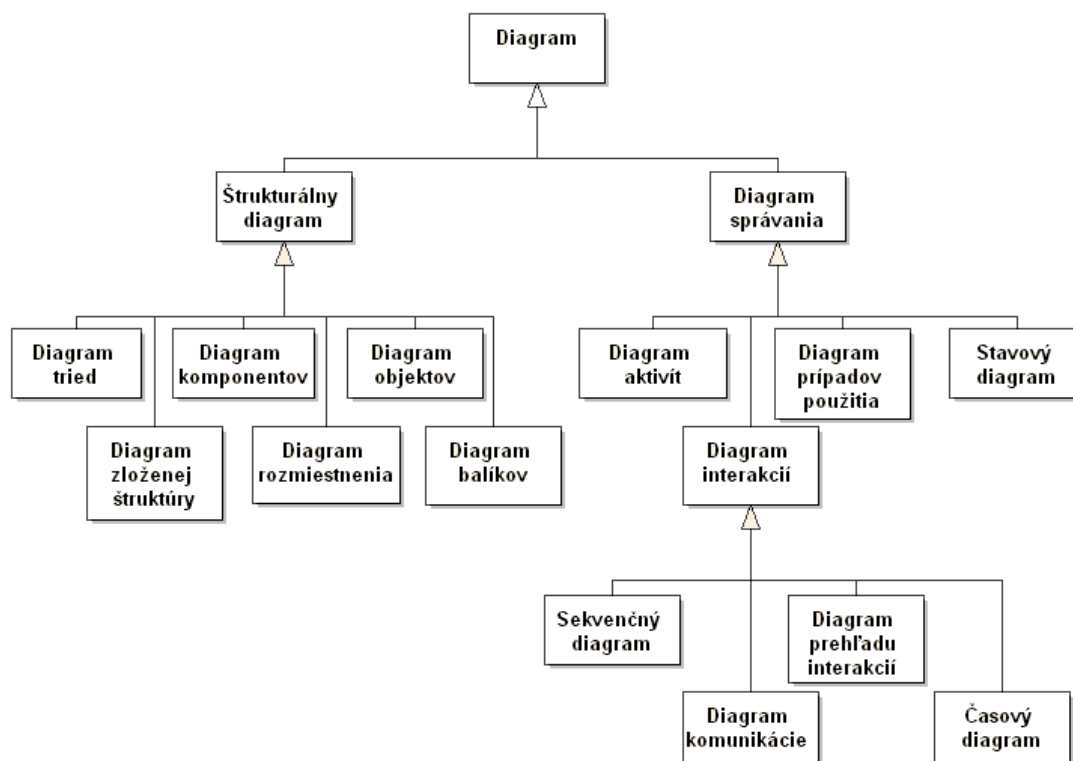 Diagram
Štrukturálny
diagram
Diagram
správania
Diagram
tried
Diagram
komponentov
Diagram
objektov
Diagram
aktivít
Diagram
prípadov
použitia
Stavový
diagram
Diagram
zloženej
štruktúry
Diagram
rozmiestnenia
Diagram
balíkov
Diagram
interakcií
Sekvenčný
diagram
Diagram
prehľadu
interakcií
Diagram
komunikácie
Časový
diagram